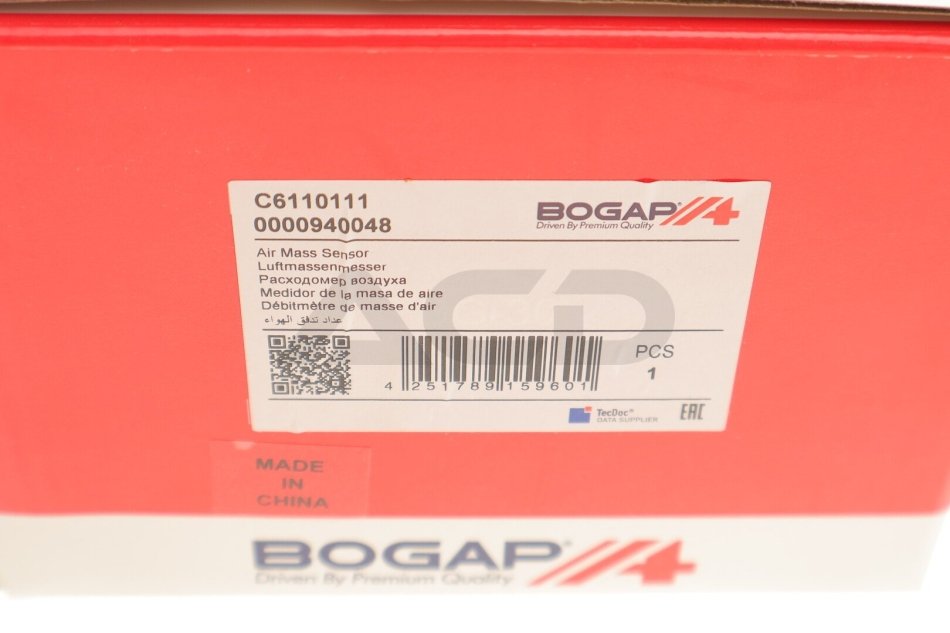 C6110111
0000940048
BOGAP
Driven By Premium Quality
Air Mass Sensor
Luftmassenmesser
Расходомер воздуха
Medidor de la masa de aire
Débitmètre de masse d'air
عداد تدفق الهواء
ACD
PCS
1
4 251789 159601
TecDoc®
DATA SUPPLIER
EAC
MADE
IN
CHINA
BOGAP
Driven By Premium Quality